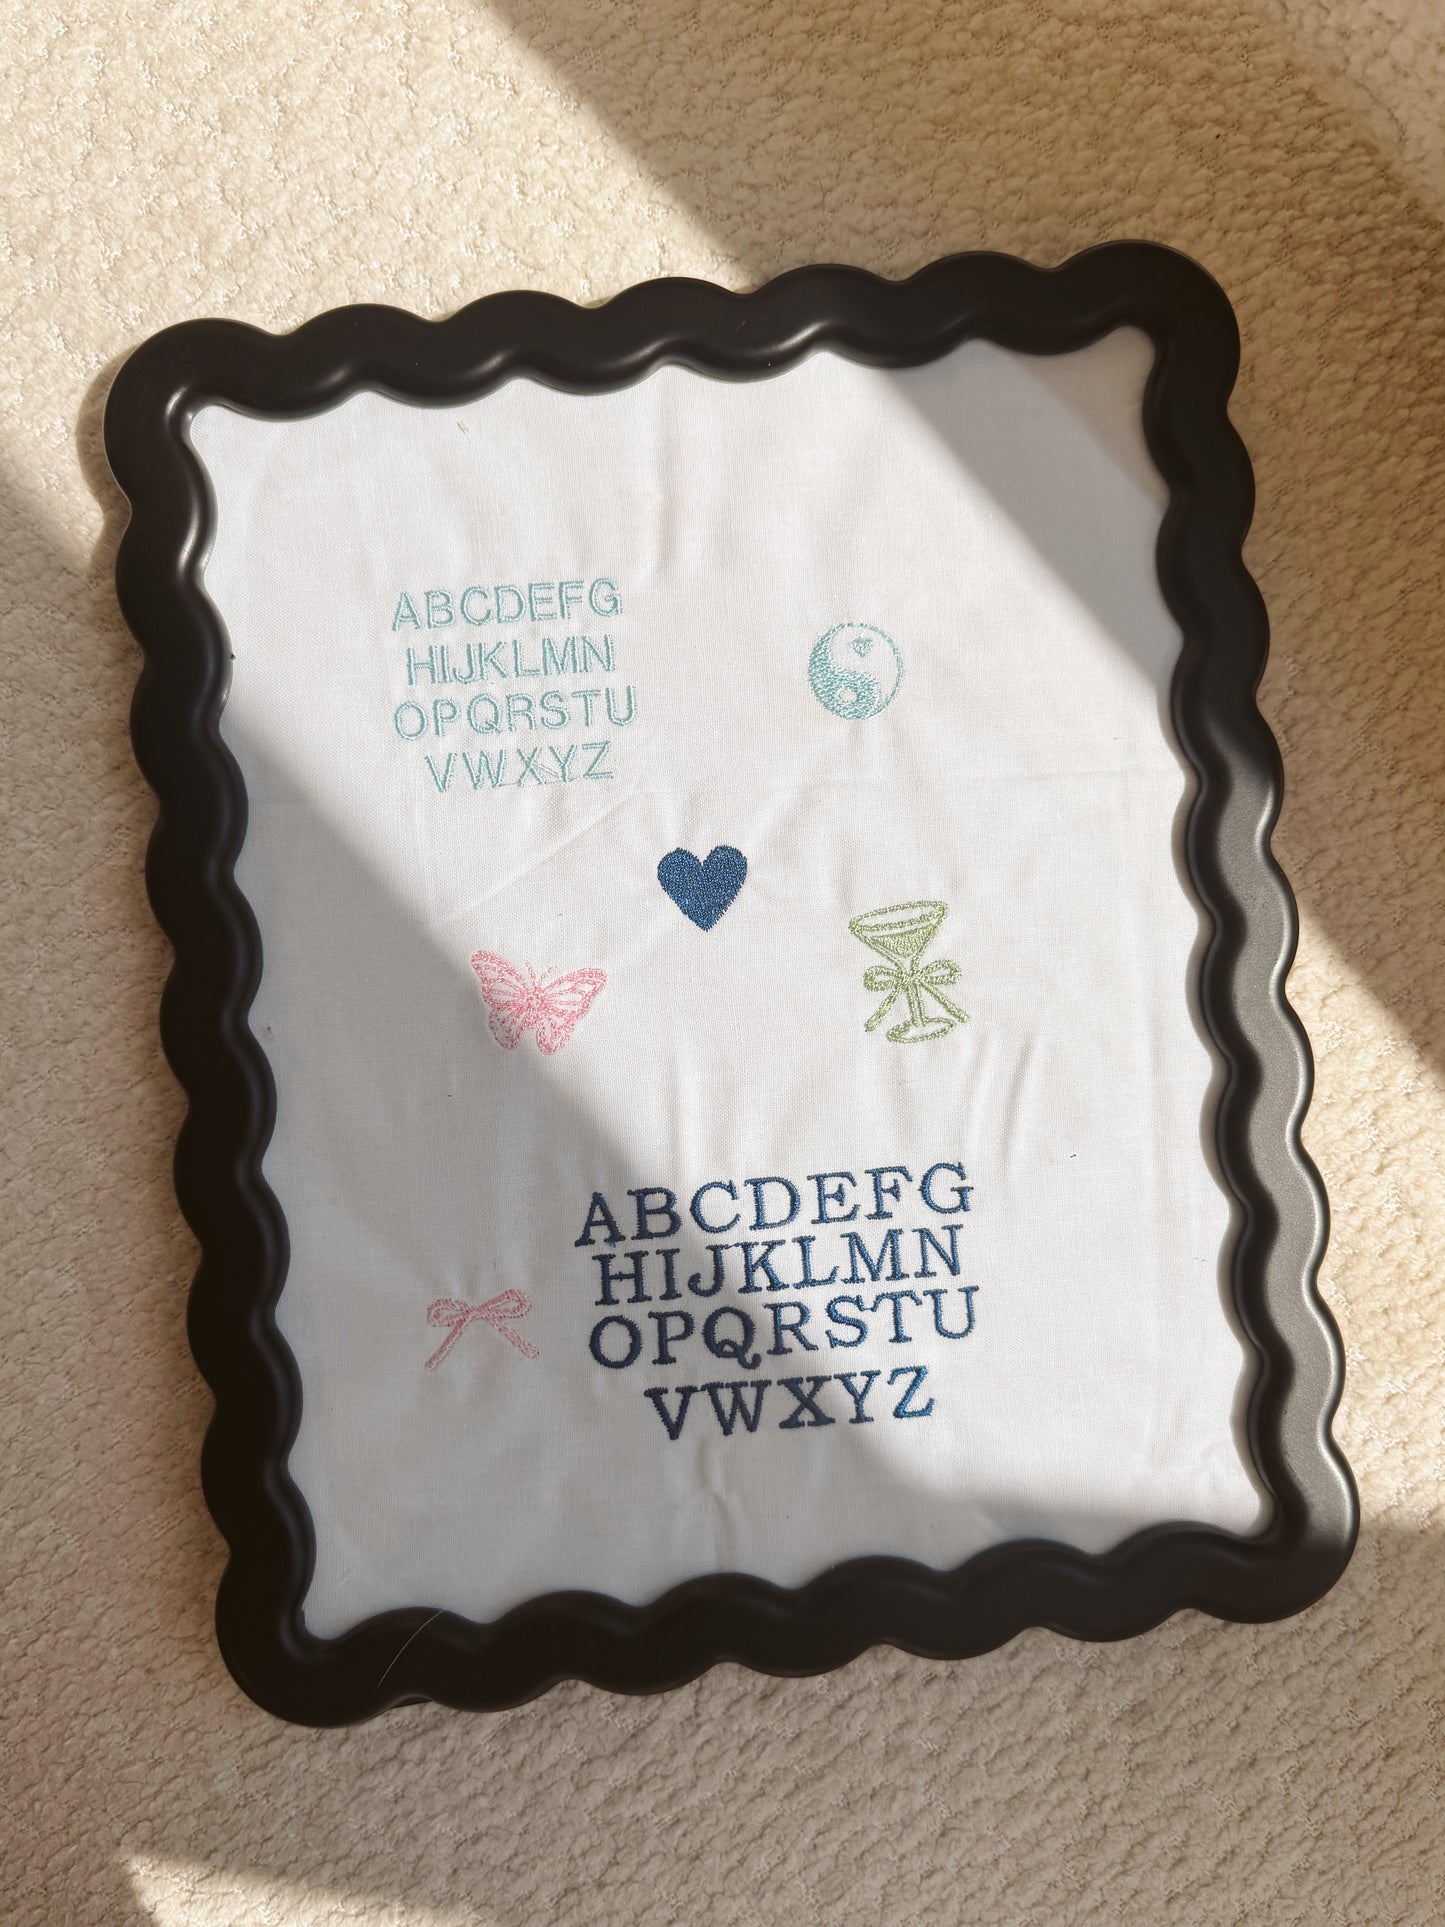 ABCDEFG
HIJKLMN
OPQRSTU
VWXYZ
ABCDEFG
HIJKLMN
OPQRSTU
VWXYZ